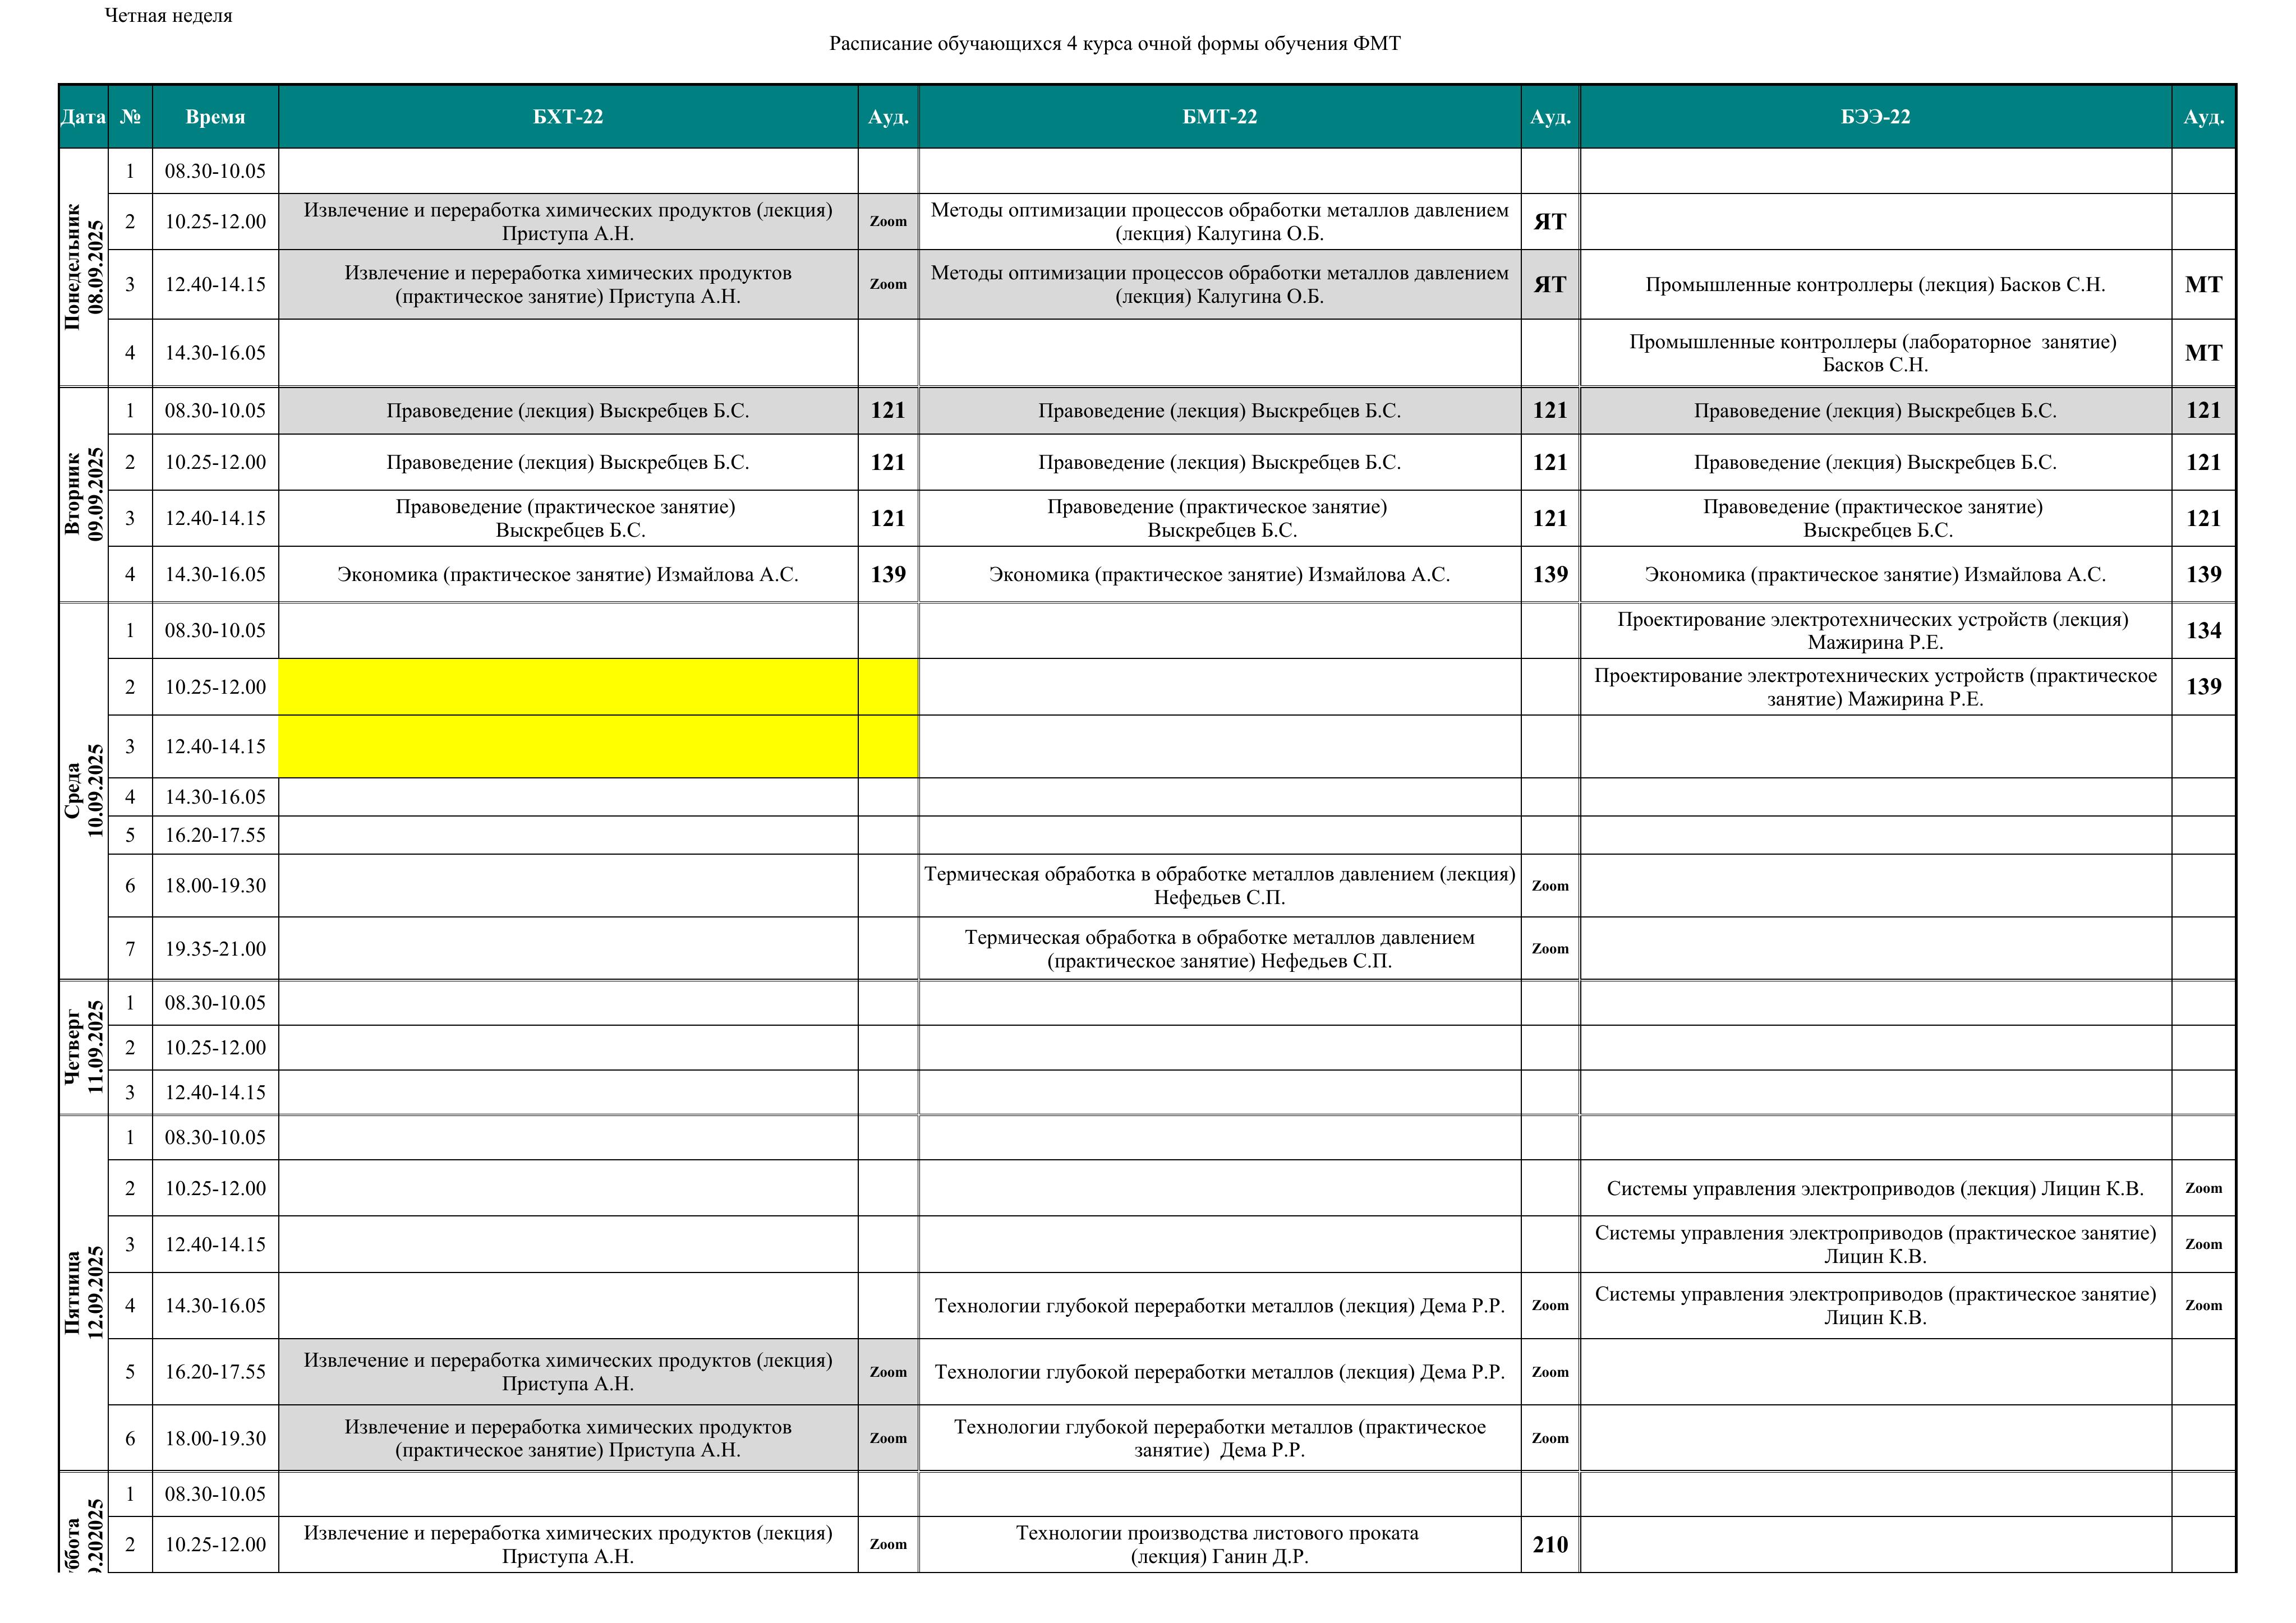 Четная неделя
Расписание обучающихся 4 курса очной формы обучения ФМТ
Дата № Время БХТ-22 Ауд. БМТ-22 Ауд. БЭЭ-22 Ауд.
Понедельник
08.09.2025
1 08.30-10.05
2 10.25-12.00
Извлечение и переработка химических продуктов (лекция)
Приступа А.Н.
Zoom
Методы оптимизации процессов обработки металлов давлением
(лекция) Калугина О.Б.
ЯТ
3 12.40-14.15
Извлечение и переработка химических продуктов
(практическое занятие) Приступа А.Н.
Zoom
Методы оптимизации процессов обработки металлов давлением
(лекция) Калугина О.Б.
ЯТ
Промышленные контроллеры (лекция) Басков С.Н.
МТ
4 14.30-16.05
Промышленные контроллеры (лабораторное  занятие)
Басков С.Н.
МТ
Вторник
09.09.2025
1 08.30-10.05 Правоведение (лекция) Выскребцев Б.С. 121 Правоведение (лекция) Выскребцев Б.С. 121 Правоведение (лекция) Выскребцев Б.С. 121
2 10.25-12.00 Правоведение (лекция) Выскребцев Б.С. 121 Правоведение (лекция) Выскребцев Б.С. 121 Правоведение (лекция) Выскребцев Б.С. 121
3 12.40-14.15
Правоведение (практическое занятие)
Выскребцев Б.С.
121
Правоведение (практическое занятие)
Выскребцев Б.С.
121
Правоведение (практическое занятие)
Выскребцев Б.С.
121
4 14.30-16.05 Экономика (практическое занятие) Измайлова А.С. 139 Экономика (практическое занятие) Измайлова А.С. 139 Экономика (практическое занятие) Измайлова А.С. 139
Среда
10.09.2025
1 08.30-10.05
Проектирование электротехнических устройств (лекция)
Мажирина Р.Е.
134
2 10.25-12.00
Проектирование электротехнических устройств (практическое
занятие) Мажирина Р.Е.
139
3 12.40-14.15
4 14.30-16.05
5 16.20-17.55
6 18.00-19.30
Термическая обработка в обработке металлов давлением (лекция)
Нефедьев С.П.
Zoom
7 19.35-21.00
Термическая обработка в обработке металлов давлением
(практическое занятие) Нефедьев С.П.
Zoom
Четверг
11.09.2025
1 08.30-10.05
2 10.25-12.00
3 12.40-14.15
Пятница
12.09.2025
1 08.30-10.05
2 10.25-12.00 Системы управления электроприводов (лекция) Лицин К.В. Zoom
3 12.40-14.15
Системы управления электроприводов (практическое занятие)
Лицин К.В.
Zoom
4 14.30-16.05
Технологии глубокой переработки металлов (лекция) Дема Р.Р.
Zoom
Системы управления электроприводов (практическое занятие)
Лицин К.В.
Zoom
5 16.20-17.55
Извлечение и переработка химических продуктов (лекция)
Приступа А.Н.
Zoom
Технологии глубокой переработки металлов (лекция) Дема Р.Р.
Zoom
6 18.00-19.30
Извлечение и переработка химических продуктов
(практическое занятие) Приступа А.Н.
Zoom
Технологии глубокой переработки металлов (практическое
занятие)  Дема Р.Р.
Zoom
ббота
.09.2025
1 08.30-10.05
2 10.25-12.00
Извлечение и переработка химических продуктов (лекция)
Приступа А.Н.
Zoom
Технологии производства листового проката
(лекция) Ганин Д.Р.
210